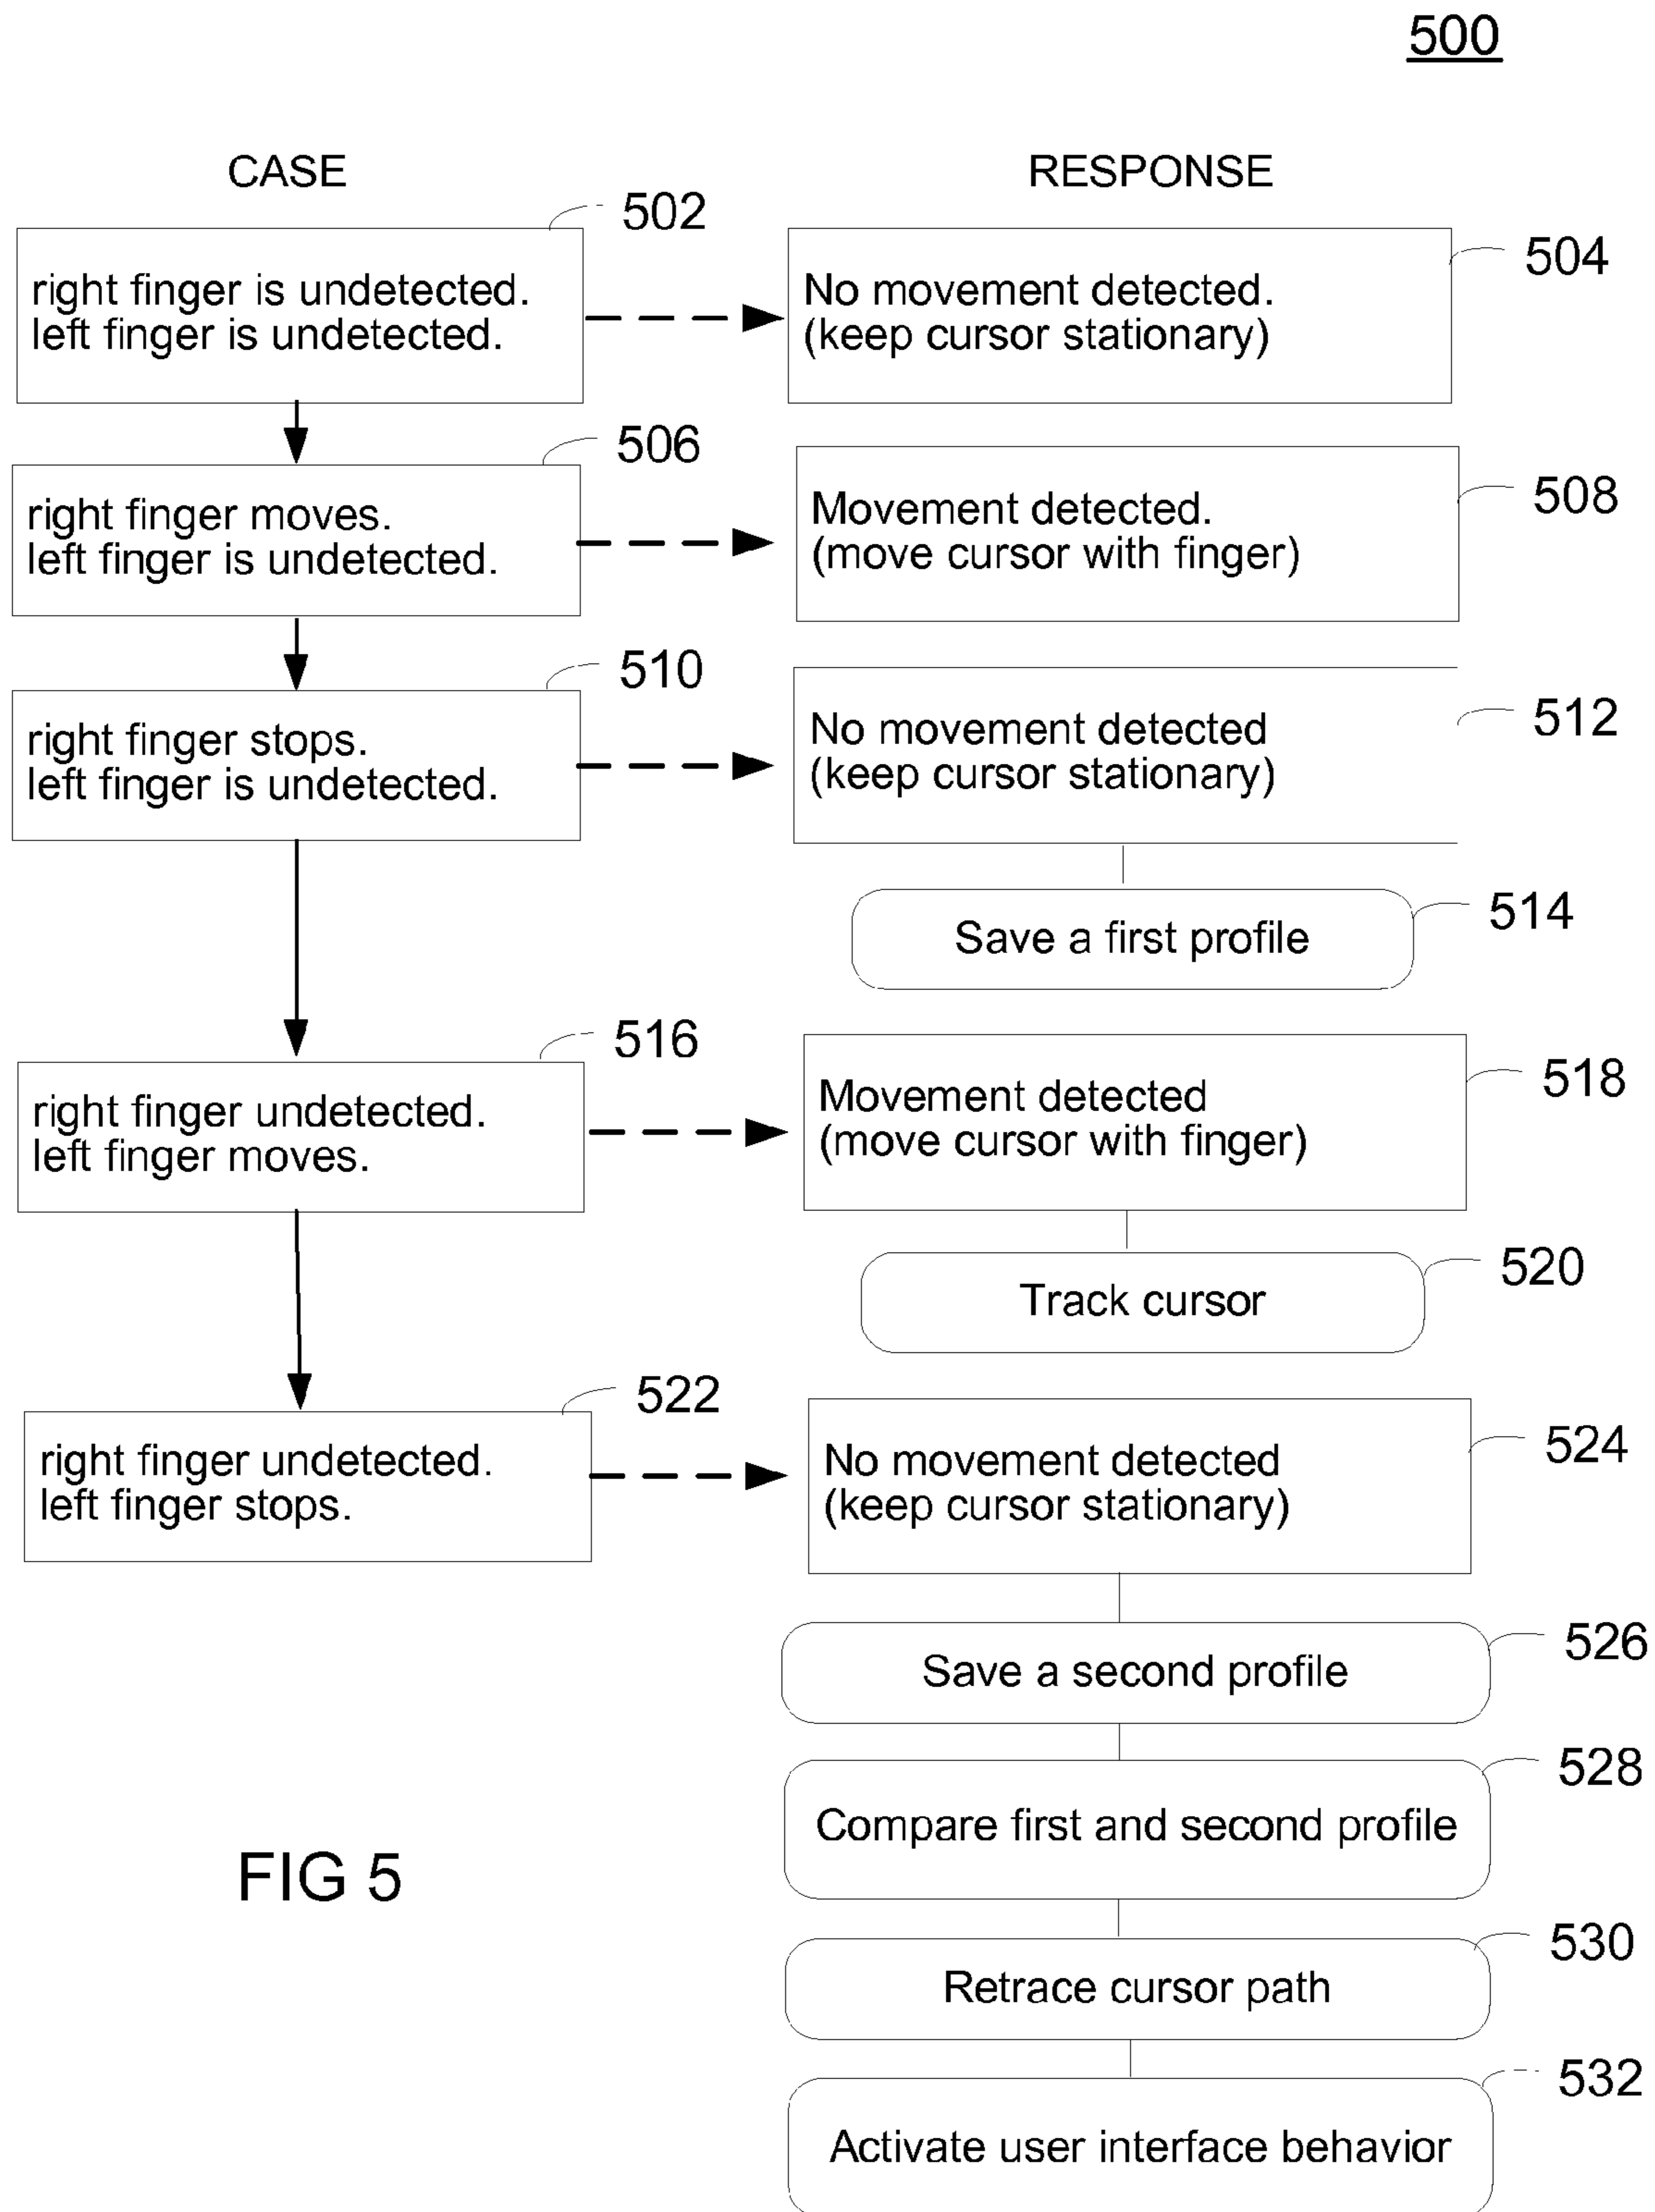 500
CASE
RESPONSE
502
right finger is undetected.
left finger is undetected.
504
No movement detected.
(keep cursor stationary)
506
right finger moves.
left finger is undetected.
508
Movement detected.
(move cursor with finger)
510
right finger stops.
left finger is undetected.
512
No movement detected
(keep cursor stationary)
514
Save a first profile
516
right finger undetected.
left finger moves.
518
Movement detected
(move cursor with finger)
520
Track cursor
522
right finger undetected.
left finger stops.
524
No movement detected
(keep cursor stationary)
526
Save a second profile
528
Compare first and second profile
FIG 5
530
Retrace cursor path
532
Activate user interface behavior